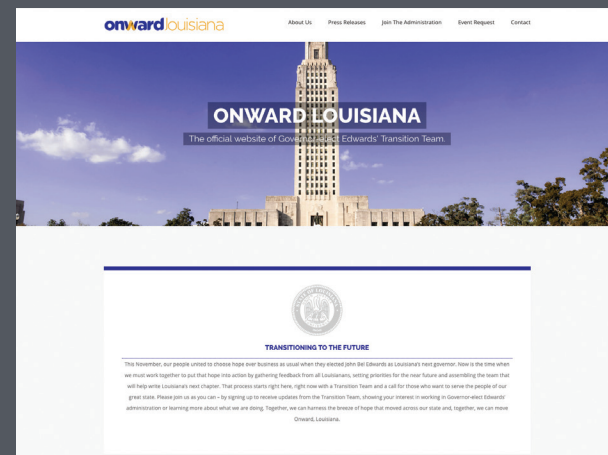 onwardlouisiana
About Us Press Releases Join The Administration Event Request Contact
ONWARD LOUISIANA
The official website of Governor-elect Edwards' Transition Team.
TRANSITIONING TO THE FUTURE
This November, our people united to choose hope over business as usual when they elected John Bel Edwards as Louisiana's next governor. Now is the time when
we must work together to put that hope into action by gathering feedback from all Louisianans, setting priorities for the near future and assembling the team that
will help write Louisiana's next chapter. That process starts right here, right now with a Transition Team and a call for those who want to serve the people of our
great state. Please join us as you can – by signing up to receive updates from the Transition Team, showing your interest in working in Governor-elect Edwards'
administration or learning more about what we are doing. Together, we can harness the breeze of hope that moved across our state and, together, we can move
Onward, Louisiana.